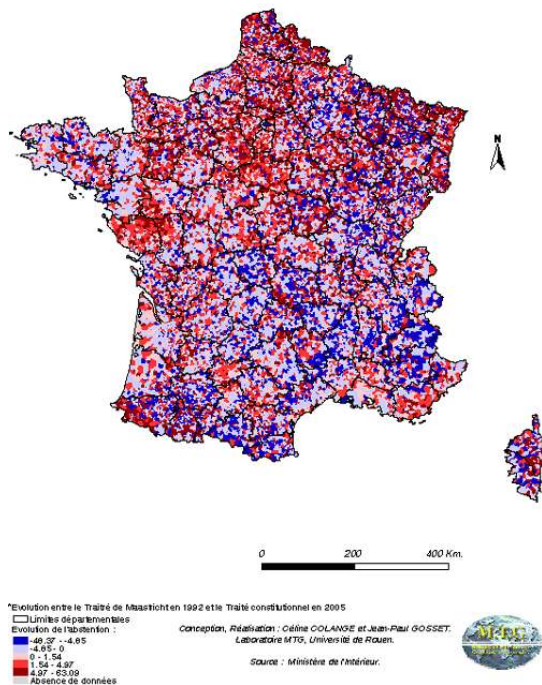 N
0 200 400 Km.
"Evolution entre le Traitré de Maastricht en 1992 et le Traité constitutionnel en 2005
Limites départementales
Evolution de l'abstention :
-46.37 - -4.65
-4.65 - 0
0 - 1.54
1.54 - 4.97
4.97 - 63.09
Absence de données
Conception, Réalisation : Céline COLANGE et Jean-Paul GOSSET.
Laboratoire MTG, Université de Rouen.
Source : Ministère de l'Intérieur.
M.T.G